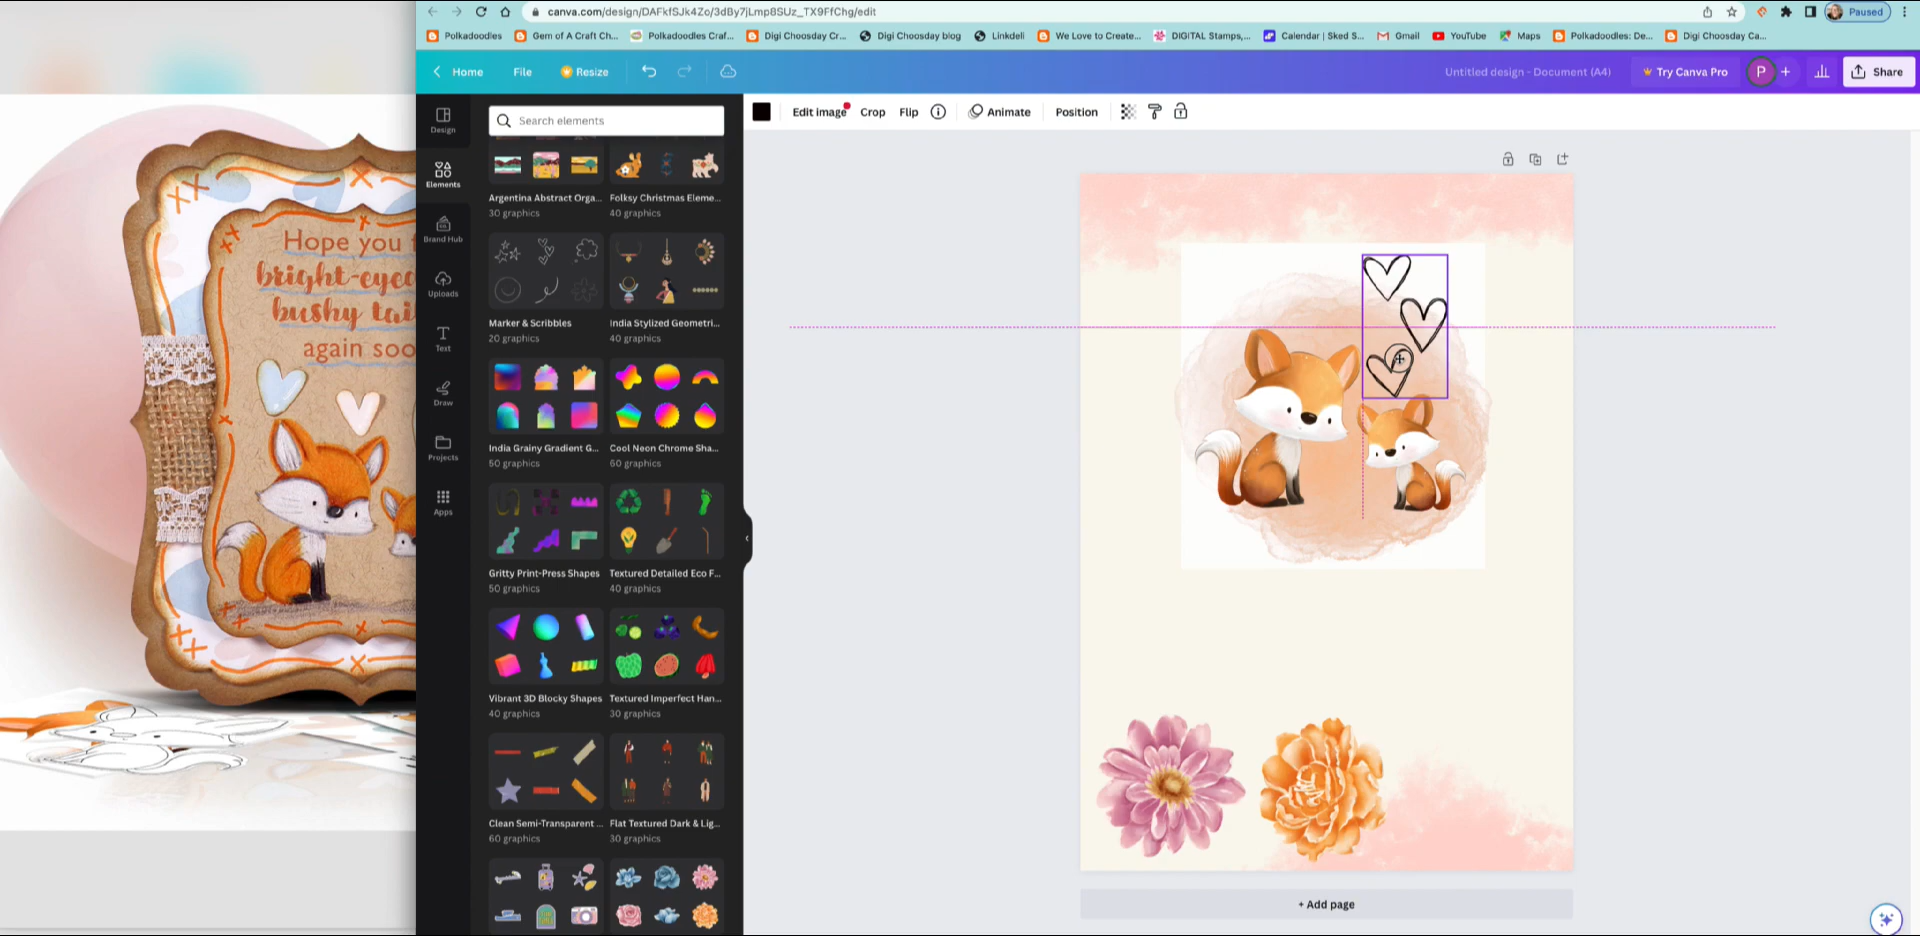 canva.com/design/DAFkfSJk4Zo/3dBy7jLmp8SUz_TX9FfChg/edit
Paused
Polkadoodles
Gem of A Craft Ch...
Polkadoodles Craf...
Digi Choosday Cr...
Digi Choosday blog
Linkdeli
We Love to Create...
DIGITAL Stamps,...
Calendar | Sked S...
Gmail
YouTube
Maps
Polkadoodles: De...
Digi Choosday Ca...
Home
File
Resize
Untitled design - Document (A4)
Try Canva Pro
P
+
Share
Design
Elements
Brand Hub
Uploads
Text
Draw
Projects
Apps
Search elements
Edit image
Crop
Flip
Animate
Position
Argentina Abstract Orga...
30 graphics
Folksy Christmas Eleme...
40 graphics
Marker & Scribbles
20 graphics
India Stylized Geometri...
40 graphics
India Grainy Gradient G...
50 graphics
Cool Neon Chrome Sha...
60 graphics
Gritty Print-Press Shapes
50 graphics
Textured Detailed Eco F...
40 graphics
Vibrant 3D Blocky Shapes
40 graphics
Textured Imperfect Han...
30 graphics
Clean Semi-Transparent ...
60 graphics
Flat Textured Dark & Lig...
30 graphics
+ Add page
Hope you
bright-eye
bushy tai
again soo